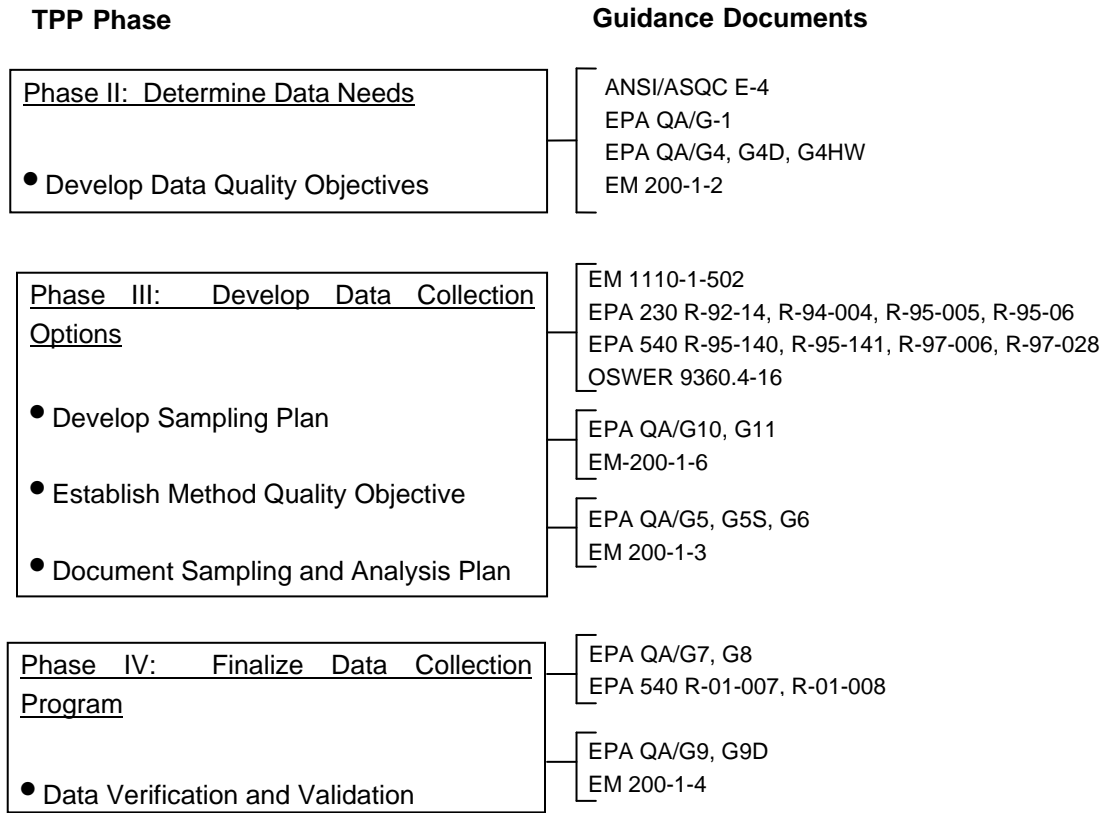 TPP Phase
Guidance Documents
Phase II: Determine Data Needs
• Develop Data Quality Objectives
ANSI/ASQC E-4
EPA QA/G-1
EPA QA/G4, G4D, G4HW
EM 200-1-2
Phase III: Develop Data Collection
Options
• Develop Sampling Plan
• Establish Method Quality Objective
• Document Sampling and Analysis Plan
EM 1110-1-502
EPA 230 R-92-14, R-94-004, R-95-005, R-95-06
EPA 540 R-95-140, R-95-141, R-97-006, R-97-028
OSWER 9360.4-16
EPA QA/G10, G11
EM-200-1-6
EPA QA/G5, G5S, G6
EM 200-1-3
Phase IV: Finalize Data Collection
Program
• Data Verification and Validation
EPA QA/G7, G8
EPA 540 R-01-007, R-01-008
EPA QA/G9, G9D
EM 200-1-4